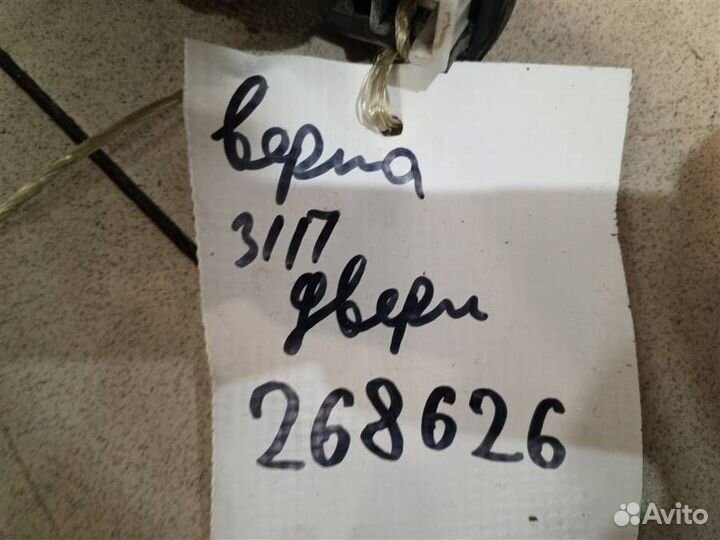 Верна
з/п
двери
268626
Avito